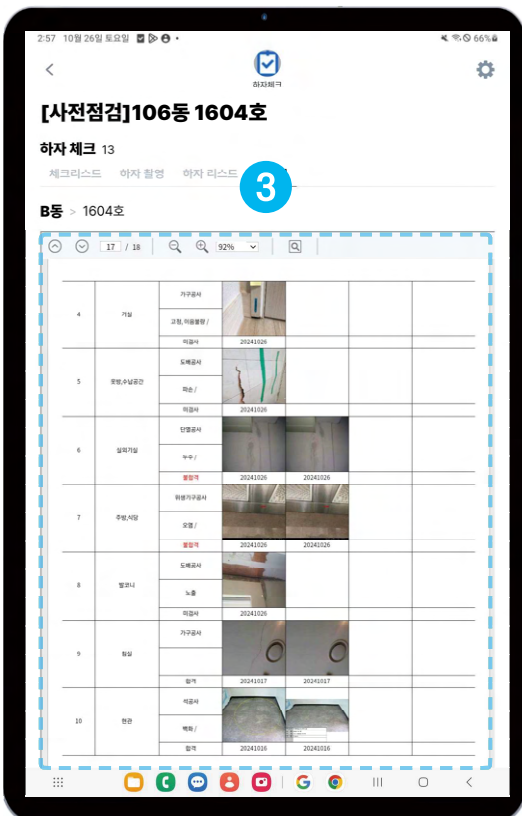 2:57 10월 26일 토요일
66%
하자체크
[사전점검]106동 1604호
하자 체크 13
체크리스트 하자 촬영 하자 리스트
3
B동 > 1604호
17 / 18 92%
가구공사
4 거실
고정, 마음불량 /
미검사 20241026
도배공사
5 옷방,수납공간
파손 /
미검사 20241026
단열공사
6 실외기실
누수 /
불합격 20241026 20241026
위생기구공사
7 주방,식당
오염 /
불합격 20241026 20241026
도배공사
8 발코니
노출
미검사 20241026
가구공사
9 침실
합격 20241017 20241017
석공사
10 현관
백화 /
합격 20241016 20241016